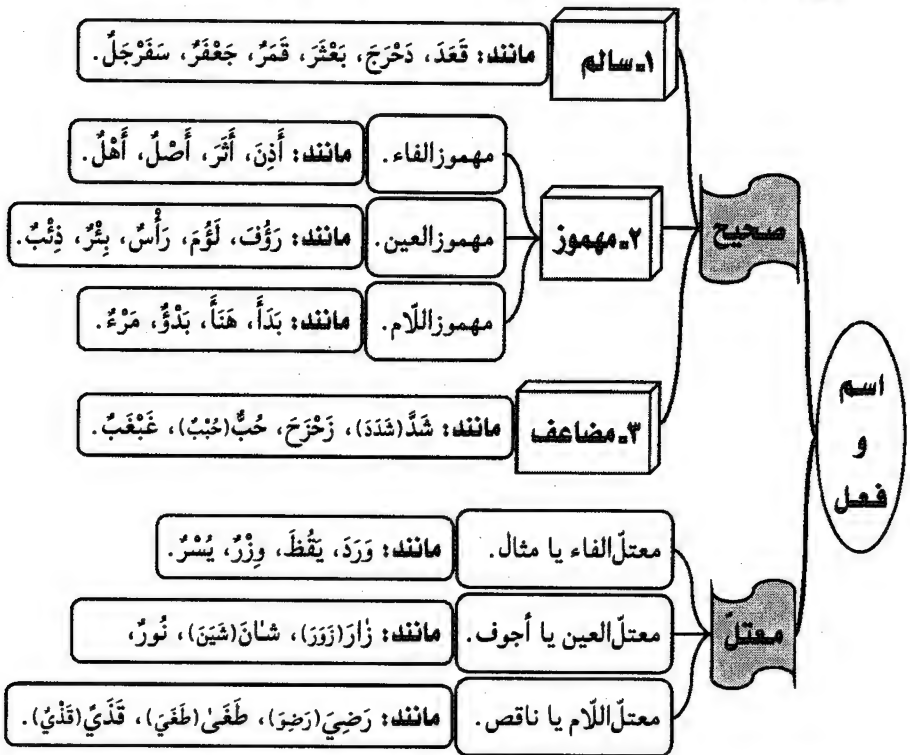 اسم
و
فعل
صحیح
۱ـ سالم
مانند: قَعَدَ، دَحْرَجَ، بَعْثَرَ، قَمَرٌ، جَعْفَرٌ، سَفَرْجَلٌ.
۲ـ مهموز
مهموزالفاء.
مانند: أَذِنَ، أَثَرَ، أَصْلٌ، أَهْلٌ.
مهموزالعین.
مانند: رَؤُفَ، لَؤُمَ، رَأْسٌ، بِئْرٌ، ذِئْبٌ.
مهموزاللّام.
مانند: بَدَأَ، هَنَأَ، بَدْؤٌ، مَرْءٌ.
۳ـ مضاعف
مانند: شَدَّ(شَدَدَ)، زَحْزَحَ، حُبٌّ(حُبْبٌ)، غَبْغَبٌ.
معتلّ
معتلّ‌الفاء یا مثال.
مانند: وَرَدَ، یَقُظَ، وِزْرٌ، یُسْرٌ.
معتلّ‌العین یا أجوف.
مانند: زٰارَ(زَوَرَ)، شٰانَ(شَیَنَ)، نُورٌ،
معتلّ‌اللّام یا ناقص.
مانند: رَضِیَ(رَضِوَ)، طَغیٰ(طَغَیَ)، قَذَیً(قَذْیٌ).